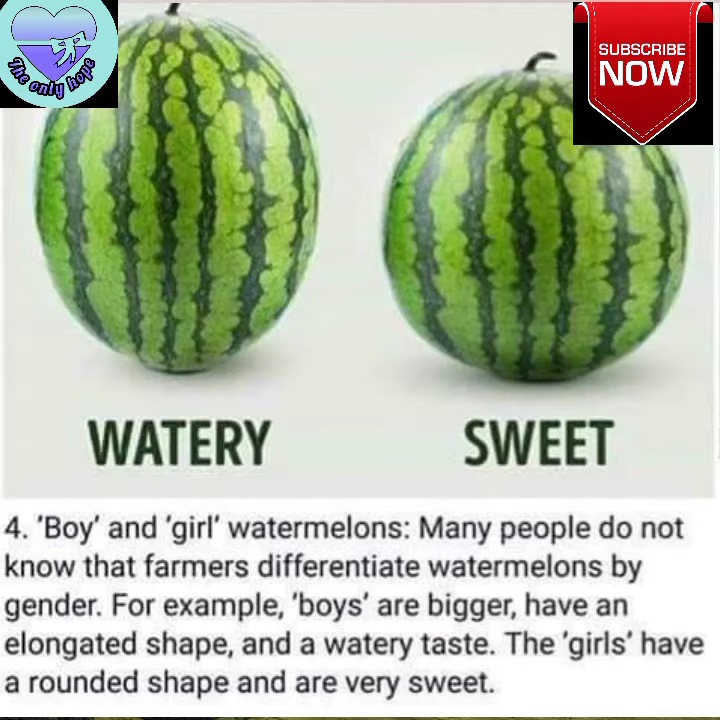 The only hope
SUBSCRIBE
NOW
WATERY
SWEET
4. 'Boy' and 'girl' watermelons: Many people do not
know that farmers differentiate watermelons by
gender. For example, 'boys' are bigger, have an
elongated shape, and a watery taste. The 'girls' have
a rounded shape and are very sweet.